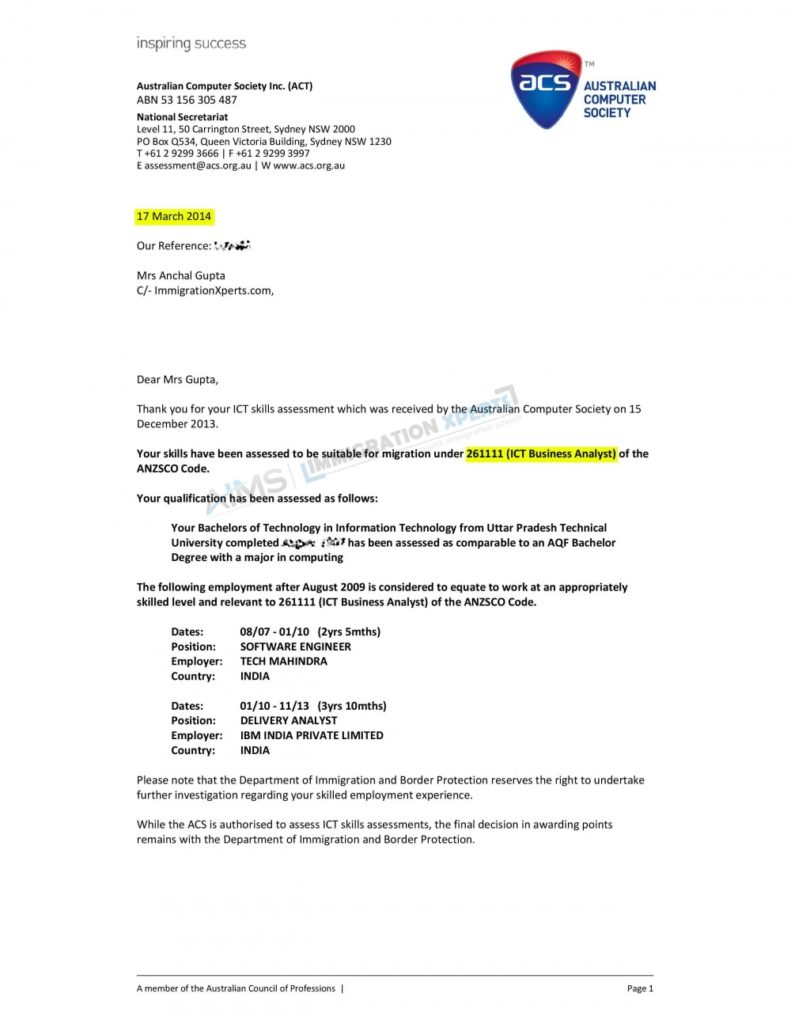 inspiring success
Australian Computer Society Inc. (ACT)
ABN 53 156 305 487
National Secretariat
Level 11, 50 Carrington Street, Sydney NSW 2000
PO Box Q534, Queen Victoria Building, Sydney NSW 1230
T +61 2 9299 3666 | F +61 2 9299 3997
E assessment@acs.org.au | W www.acs.org.au
acs
TM
AUSTRALIAN
COMPUTER
SOCIETY
17 March 2014
Our Reference:
Mrs Anchal Gupta
C/- ImmigrationXperts.com,
Dear Mrs Gupta,
Thank you for your ICT skills assessment which was received by the Australian Computer Society on 15
December 2013.
Your skills have been assessed to be suitable for migration under 261111 (ICT Business Analyst) of the
ANZSCO Code.
AIMS IMMIGRATION XPERTS
Your qualification has been assessed as follows:
Your Bachelors of Technology in Information Technology from Uttar Pradesh Technical
University completed has been assessed as comparable to an AQF Bachelor
Degree with a major in computing
The following employment after August 2009 is considered to equate to work at an appropriately
skilled level and relevant to 261111 (ICT Business Analyst) of the ANZSCO Code.
Dates: 08/07 - 01/10 (2yrs 5mths)
Position: SOFTWARE ENGINEER
Employer: TECH MAHINDRA
Country: INDIA
Dates: 01/10 - 11/13 (3yrs 10mths)
Position: DELIVERY ANALYST
Employer: IBM INDIA PRIVATE LIMITED
Country: INDIA
Please note that the Department of Immigration and Border Protection reserves the right to undertake
further investigation regarding your skilled employment experience.
While the ACS is authorised to assess ICT skills assessments, the final decision in awarding points
remains with the Department of Immigration and Border Protection.
A member of the Australian Council of Professions |
Page 1